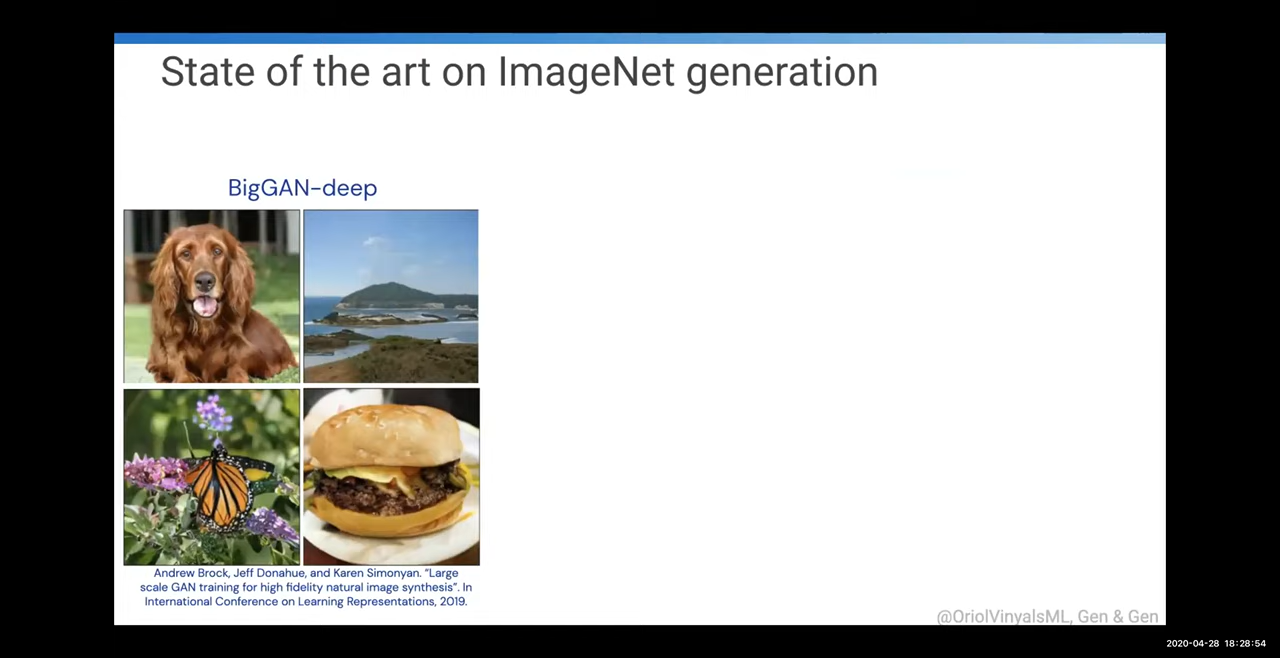 State of the art on ImageNet generation
BigGAN-deep
Andrew Brock, Jeff Donahue, and Karen Simonyan. "Large
scale GAN training for high fidelity natural image synthesis". In
International Conference on Learning Representations, 2019.
@OriolVinyalsML, Gen & Gen
2020-04-28 18:28:54